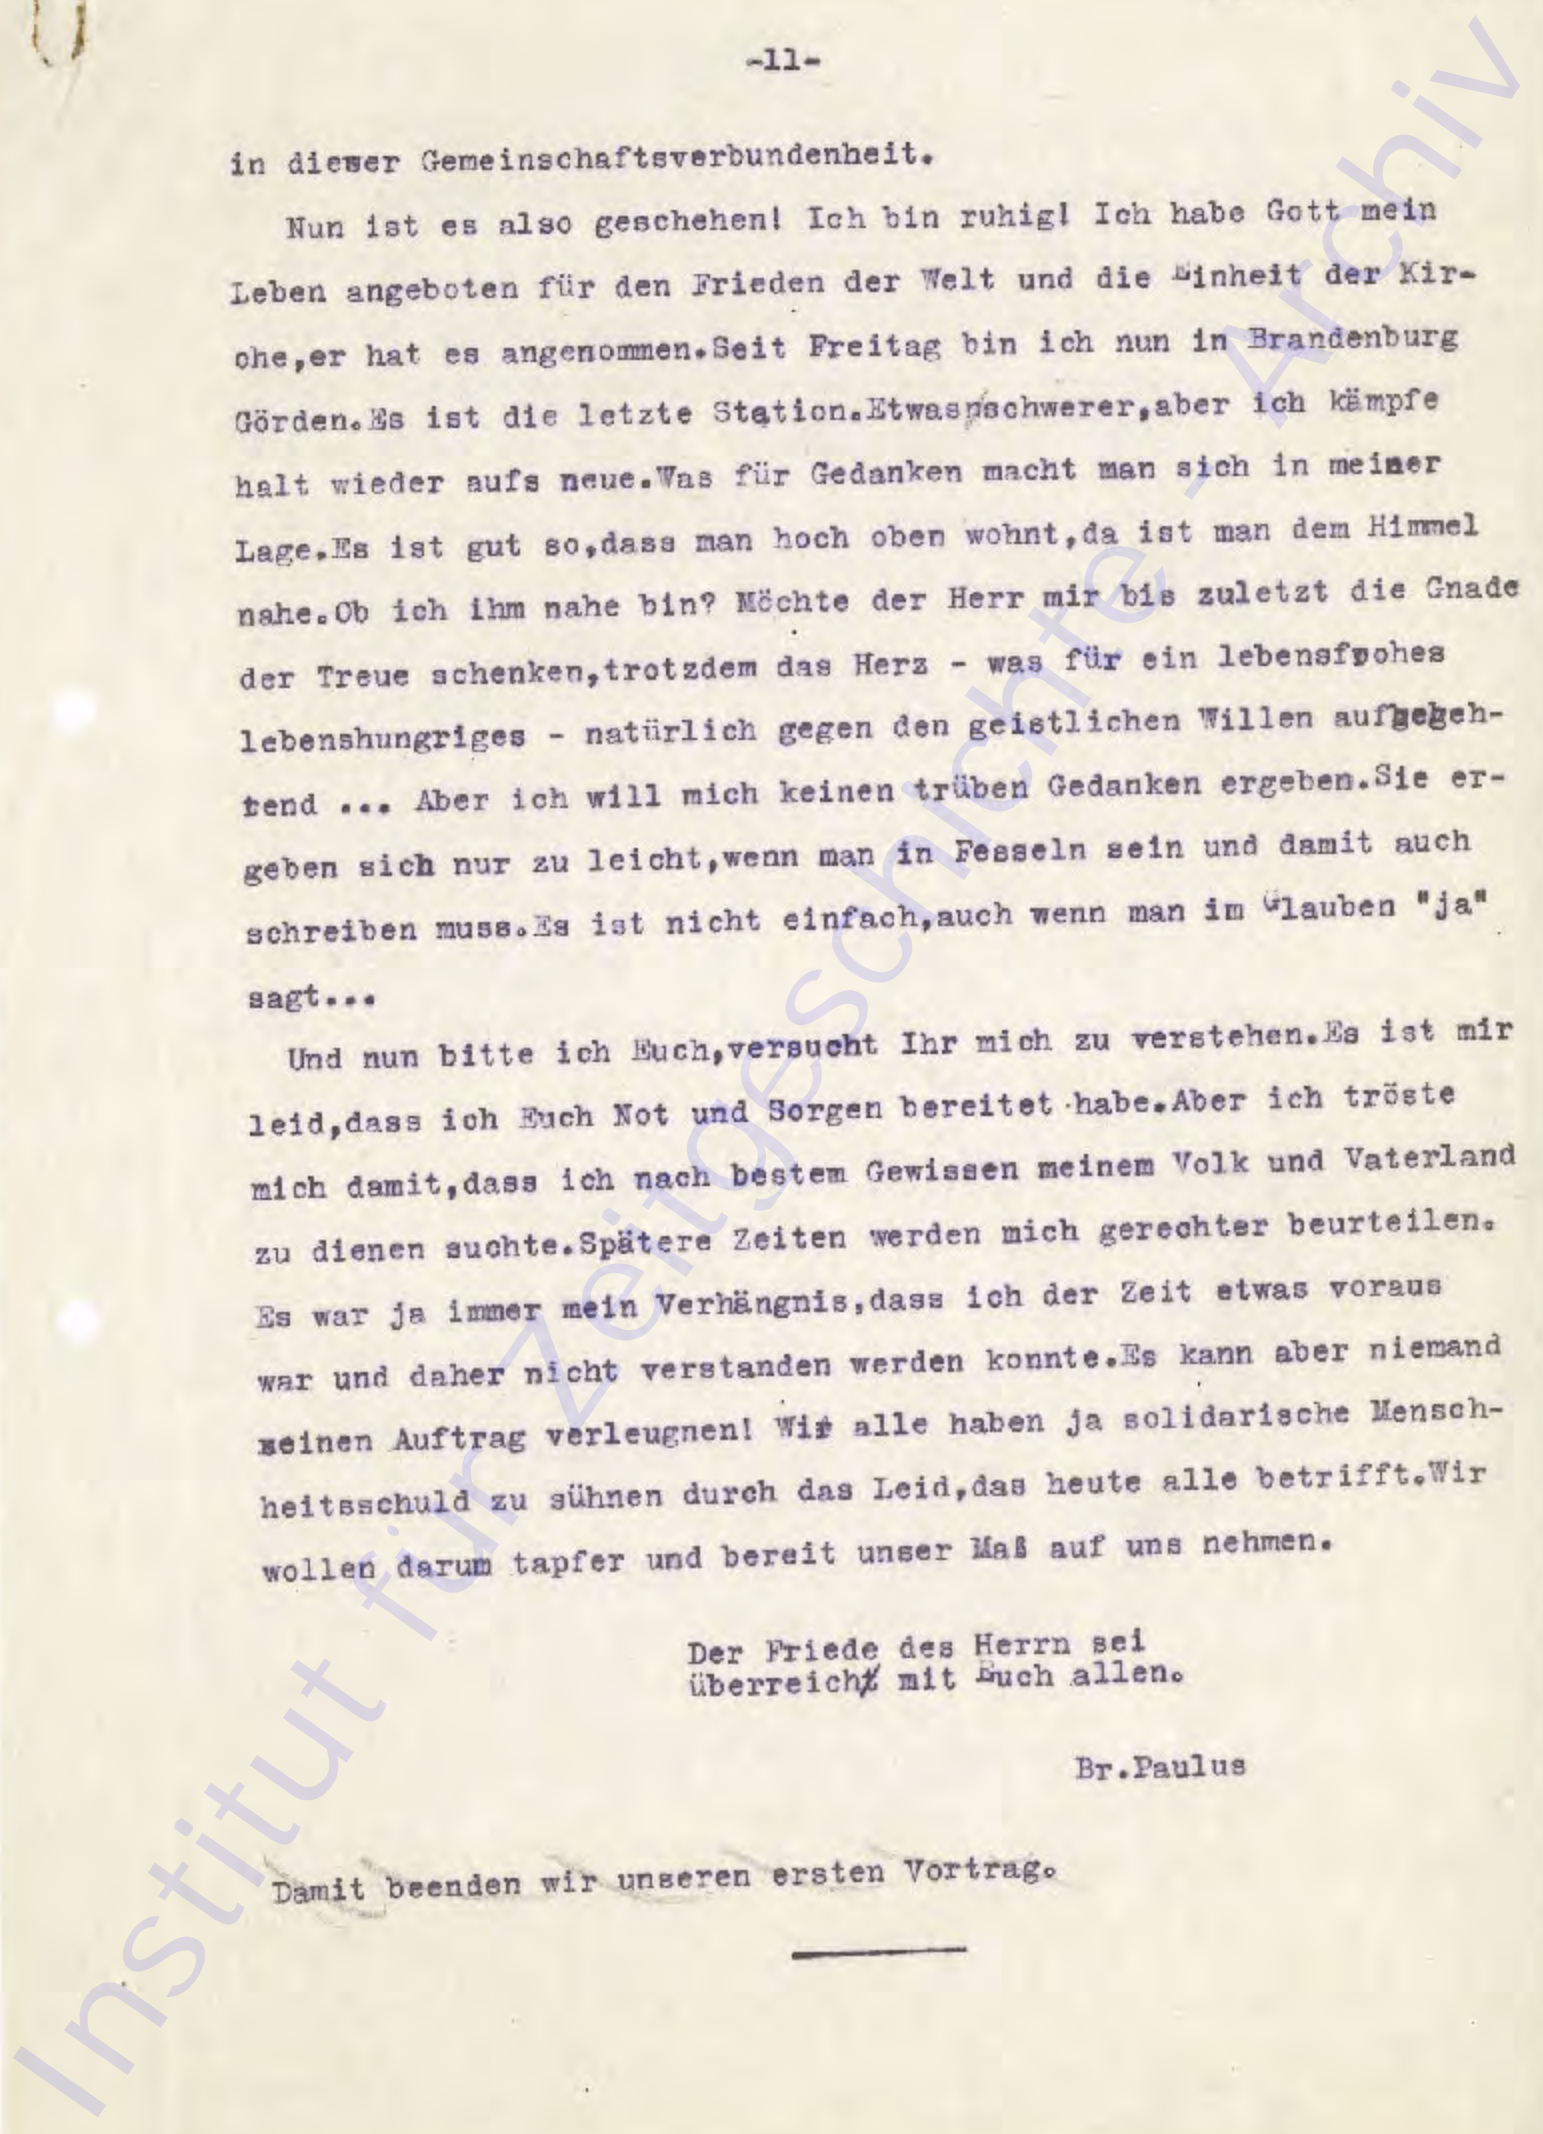 -11-
in dieser Gemeinschaftsverbundenheit.
Nun ist es also geschehen! Ich bin ruhig! Ich habe Gott mein
Leben angeboten für den Frieden der Welt und die Einheit der Kir-
che,er hat es angenommen.Seit Freitag bin ich nun in Brandenburg
Görden.Es ist die letzte Station.Etwas schwerer,aber ich kämpfe
halt wieder aufs neue.Was für Gedanken macht man sich in meiner
Lage.Es ist gut so,dass man hoch oben wohnt,da ist man dem Himmel
nahe.Ob ich ihm nahe bin? Möchte der Herr mir bis zuletzt die Gnade
der Treue schenken,trotzdem das Herz - was für ein lebensfrohes
lebenshungriges - natürlich gegen den geistlichen Willen aufbegeh-
rend ... Aber ich will mich keinen trüben Gedanken ergeben.Sie er-
geben sich nur zu leicht,wenn man in Fesseln sein und damit auch
schreiben muss.Es ist nicht einfach,auch wenn man im Glauben "ja"
sagt...
Und nun bitte ich Euch,versucht Ihr mich zu verstehen.Es ist mir
leid,dass ich Euch Not und Sorgen bereitet habe.Aber ich tröste
mich damit,dass ich nach bestem Gewissen meinem Volk und Vaterland
zu dienen suchte.Spätere Zeiten werden mich gerechter beurteilen.
Es war ja immer mein Verhängnis,dass ich der Zeit etwas voraus
war und daher nicht verstanden werden konnte.Es kann aber niemand
seinen Auftrag verleugnen! Wir alle haben ja solidarische Mensch-
heitsschuld zu sühnen durch das Leid,das heute alle betrifft.Wir
wollen darum tapfer und bereit unser Maß auf uns nehmen.
Der Friede des Herrn sei
überreich mit Euch allen.
Br.Paulus
Damit beenden wir unseren ersten Vortrag.
Institut für Zeitgeschichte - Archiv